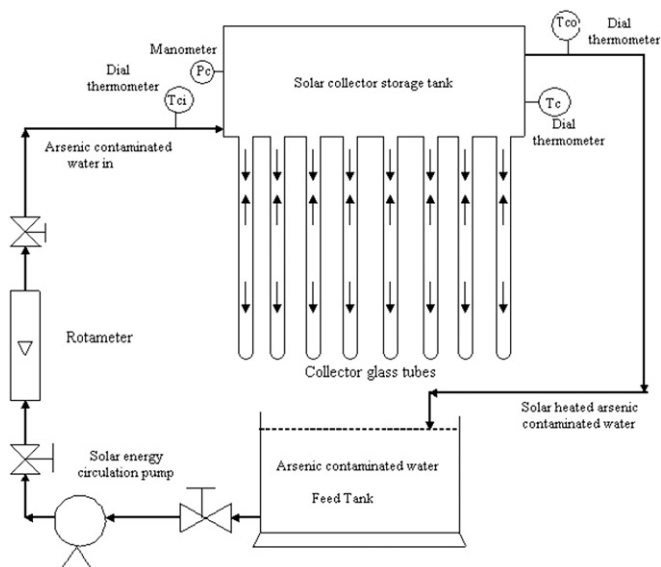 Tco
Dial
thermometer
Manometer
Pc
Solar collector storage tank
Dial
thermometer
Tci
Tc
Dial
thermometer
Arsenic contaminated
water in
Rotameter
Collector glass tubes
Solar heated arsenic
contaminated water
Solar energy
circulation pump
Arsenic contaminated water
Feed Tank